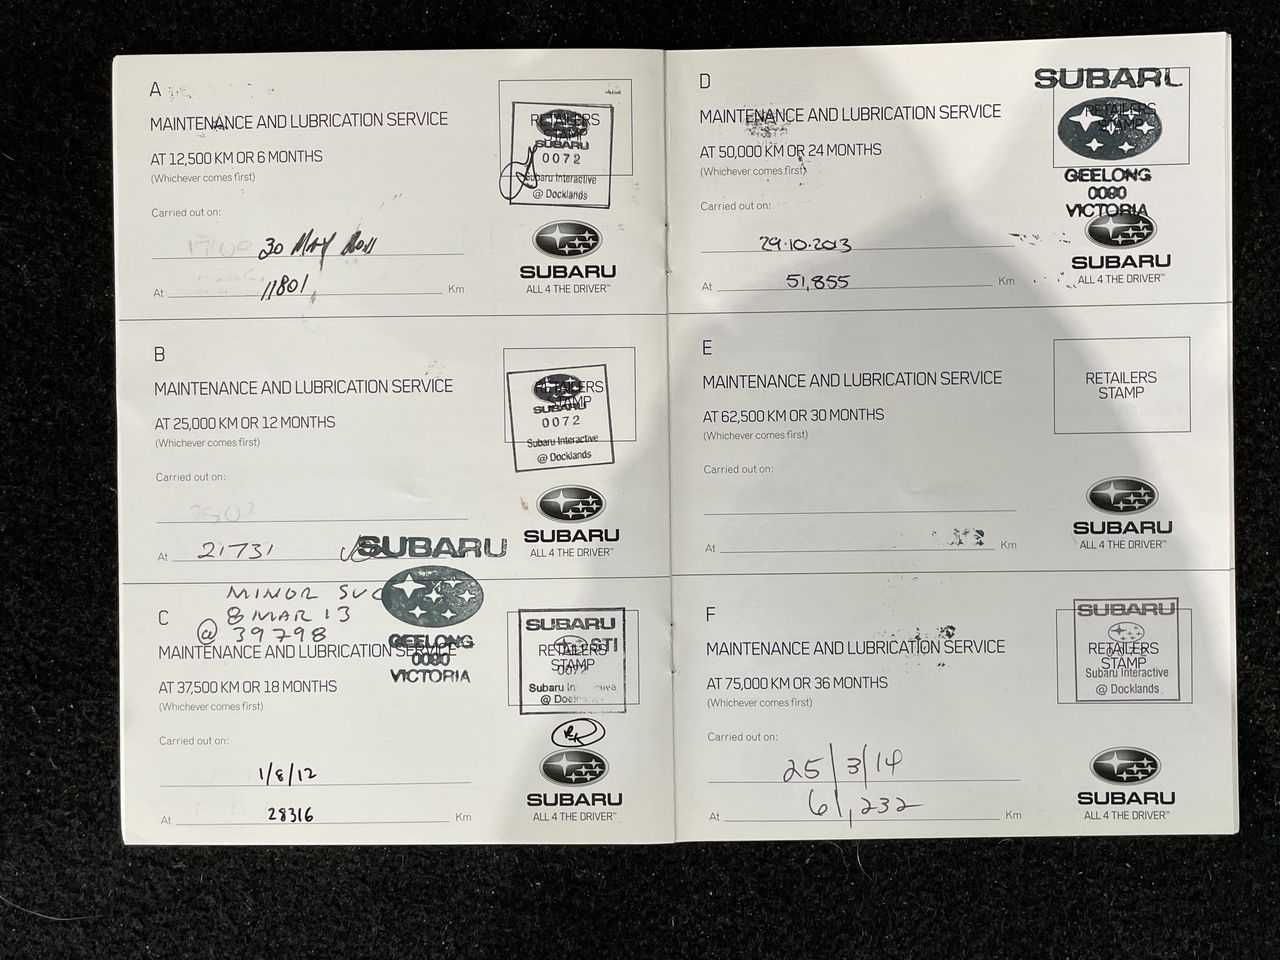 A
MAINTENANCE AND LUBRICATION SERVICE
AT 12,500 KM OR 6 MONTHS
(Whichever comes first)
Carried out on:
30 May
At 11801 Km
RETAILERS
STAMP
SUBARU
0072
Subaru Interactive
@ Docklands
SUBARU
ALL 4 THE DRIVER™
B
MAINTENANCE AND LUBRICATION SERVICE
AT 25,000 KM OR 12 MONTHS
(Whichever comes first)
Carried out on:
At 21731
RETAILERS
STAMP
SUBARU
0072
Subaru Interactive
@ Docklands
SUBARU
ALL 4 THE DRIVER™
SUBARU
GEELONG
0080
VICTORIA
MINOR SVC
8 MAR 13
@ 39798
C
MAINTENANCE AND LUBRICATION SERVICE
AT 37,500 KM OR 18 MONTHS
(Whichever comes first)
Carried out on:
1/8/12
At 28316 Km
SUBARU
STI
RETAILERS
STAMP
0072
Subaru
@
SUBARU
ALL 4 THE DRIVER™
D
MAINTENANCE AND LUBRICATION SERVICE
AT 50,000 KM OR 24 MONTHS
(Whichever comes first)
Carried out on:
29.10.2013
At 51,855 Km
SUBARU
RETAILERS
STAMP
GEELONG
0080
VICTORIA
SUBARU
ALL 4 THE DRIVER™
E
MAINTENANCE AND LUBRICATION SERVICE
AT 62,500 KM OR 30 MONTHS
(Whichever comes first)
Carried out on:
At Km
RETAILERS
STAMP
SUBARU
ALL 4 THE DRIVER™
F
MAINTENANCE AND LUBRICATION SERVICE
AT 75,000 KM OR 36 MONTHS
(Whichever comes first)
Carried out on:
25/3/14
At 61,232 Km
SUBARU
RETAILERS
STAMP
Subaru Interactive
@ Docklands
SUBARU
ALL 4 THE DRIVER™